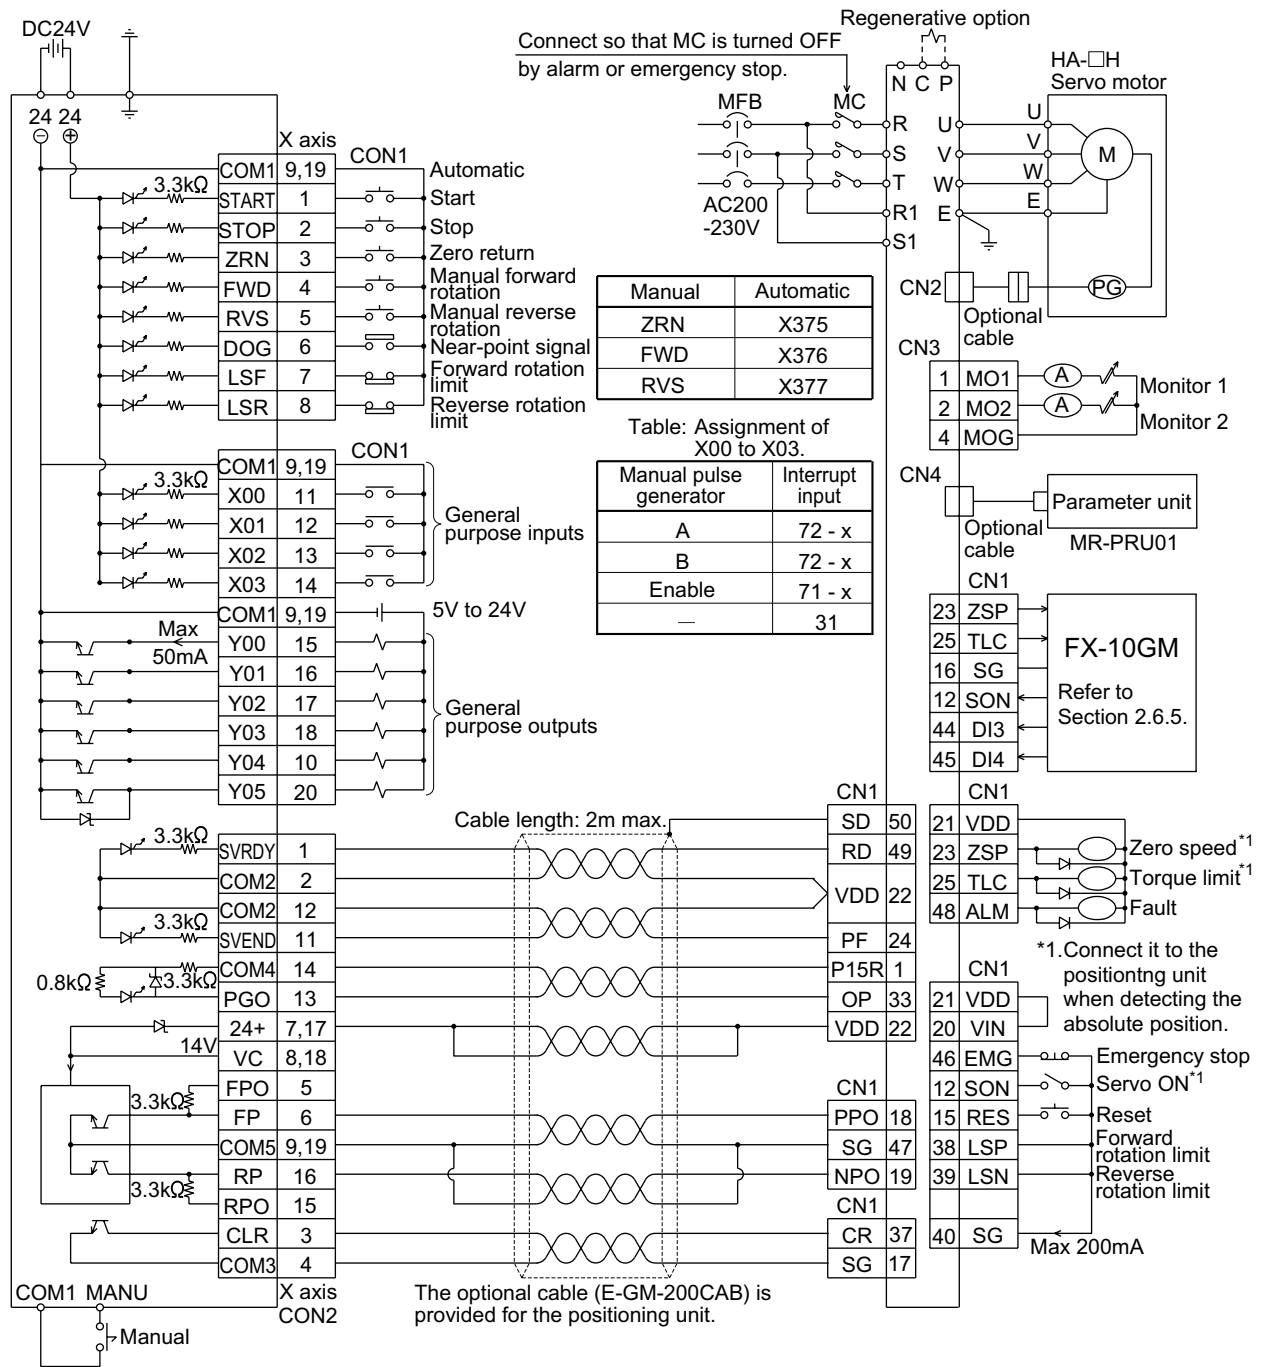 DC24V
24 24
⊖ ⊕
X axis
COM1 9,19 CON1 Automatic
3.3kΩ START 1 Start
STOP 2 Stop
ZRN 3 Zero return
FWD 4 Manual forward
rotation
RVS 5 Manual reverse
rotation
DOG 6 Near-point signal
LSF 7 Forward rotation
limit
LSR 8 Reverse rotation
limit
COM1 9,19 CON1
3.3kΩ X00 11
X01 12
X02 13
X03 14
General
purpose inputs
COM1 9,19 5V to 24V
Max
50mA
Y00 15
Y01 16
Y02 17
Y03 18
Y04 10
Y05 20
General
purpose outputs
3.3kΩ SVRDY 1
COM2 2
COM2 12
3.3kΩ SVEND 11
COM4 14
0.8kΩ 3.3kΩ
PGO 13
24+ 7,17
14V
VC 8,18
FPO 5
3.3kΩ
FP 6
COM5 9,19
RP 16
3.3kΩ
RPO 15
CLR 3
COM3 4
X axis
CON2
COM1 MANU
Manual
Cable length: 2m max.
The optional cable (E-GM-200CAB) is
provided for the positioning unit.
Regenerative option
Connect so that MC is turned OFF
by alarm or emergency stop.
MFB MC
AC200
-230V
N C P
R
S
T
R1
S1
U
V
W
E
HA-□H
Servo motor
U
V
W
E
M
PG
CN2
Optional
cable
Manual Automatic
ZRN X375
FWD X376
RVS X377
Table: Assignment of
X00 to X03.
Manual pulse
generator
Interrupt
input
A 72 - x
B 72 - x
Enable 71 - x
— 31
CN3
1 MO1 A Monitor 1
2 MO2 A Monitor 2
4 MOG
CN4
Optional
cable
Parameter unit
MR-PRU01
CN1
23 ZSP
25 TLC
16 SG
12 SON
44 DI3
45 DI4
FX-10GM
Refer to
Section 2.6.5.
CN1
SD 50
RD 49
VDD 22
PF 24
P15R 1
OP 33
VDD 22
CN1
PPO 18
SG 47
NPO 19
CN1
CR 37
SG 17
CN1
21 VDD
23 ZSP Zero speed*1
25 TLC Torque limit*1
48 ALM Fault
*1.Connect it to the
positiontng unit
when detecting the
absolute position.
CN1
21 VDD
20 VIN
46 EMG Emergency stop
12 SON Servo ON*1
15 RES Reset
38 LSP Forward
rotation limit
39 LSN Reverse
rotation limit
40 SG
Max 200mA